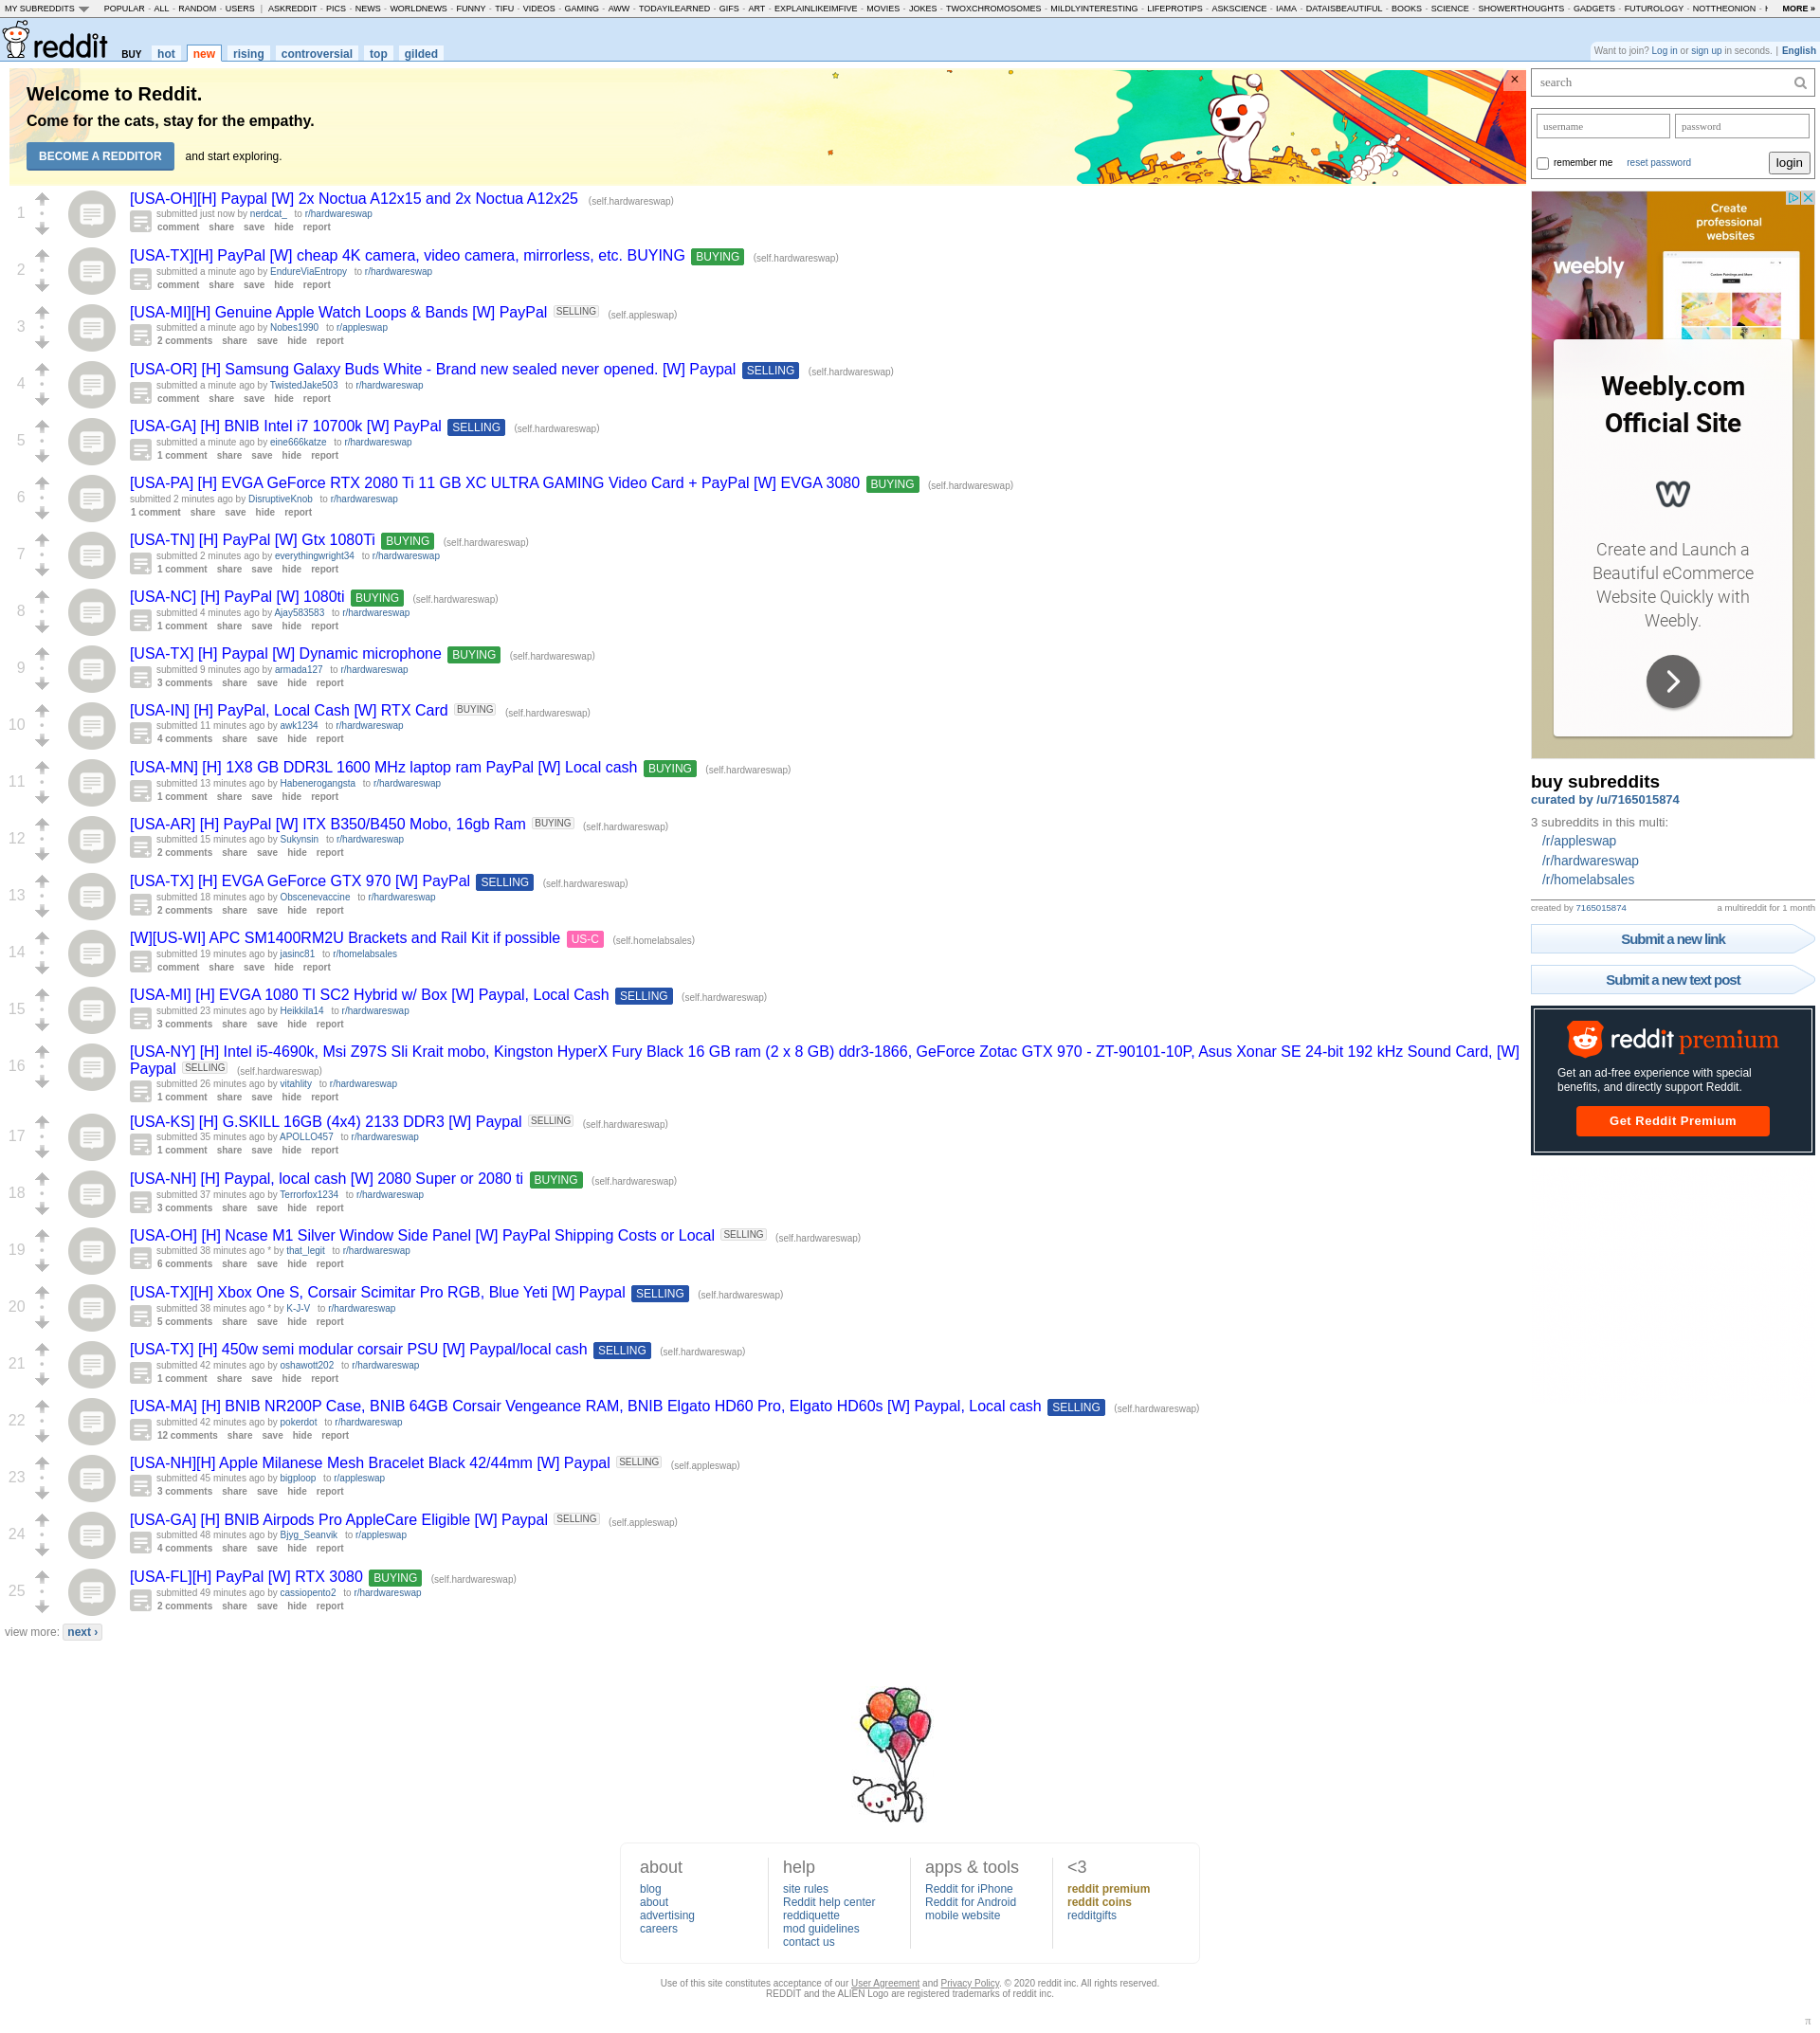 MY SUBREDDITS POPULAR - ALL - RANDOM - USERS | ASKREDDIT - PICS - NEWS - WORLDNEWS - FUNNY - TIFU - VIDEOS - GAMING - AWW - TODAYILEARNED - GIFS - ART - EXPLAINLIKEIMFIVE - MOVIES - JOKES - TWOXCHROMOSOMES - MILDLYINTERESTING - LIFEPROTIPS - ASKSCIENCE - IAMA - DATAISBEAUTIFUL - BOOKS - SCIENCE - SHOWERTHOUGHTS - GADGETS - FUTUROLOGY - NOTTHEONION - MORE »
reddit BUY hot new rising controversial top gilded
Want to join? Log in or sign up in seconds. | English
Welcome to Reddit.
Come for the cats, stay for the empathy.
BECOME A REDDITOR and start exploring.
×
1
[USA-OH][H] Paypal [W] 2x Noctua A12x15 and 2x Noctua A12x25 (self.hardwareswap)
submitted just now by nerdcat_ to r/hardwareswap
comment share save hide report
2
[USA-TX][H] PayPal [W] cheap 4K camera, video camera, mirrorless, etc. BUYING BUYING (self.hardwareswap)
submitted a minute ago by EndureViaEntropy to r/hardwareswap
comment share save hide report
3
[USA-MI][H] Genuine Apple Watch Loops & Bands [W] PayPal SELLING (self.appleswap)
submitted a minute ago by Nobes1990 to r/appleswap
2 comments share save hide report
4
[USA-OR] [H] Samsung Galaxy Buds White - Brand new sealed never opened. [W] Paypal SELLING (self.hardwareswap)
submitted a minute ago by TwistedJake503 to r/hardwareswap
comment share save hide report
5
[USA-GA] [H] BNIB Intel i7 10700k [W] PayPal SELLING (self.hardwareswap)
submitted a minute ago by eine666katze to r/hardwareswap
1 comment share save hide report
6
[USA-PA] [H] EVGA GeForce RTX 2080 Ti 11 GB XC ULTRA GAMING Video Card + PayPal [W] EVGA 3080 BUYING (self.hardwareswap)
submitted 2 minutes ago by DisruptiveKnob to r/hardwareswap
1 comment share save hide report
7
[USA-TN] [H] PayPal [W] Gtx 1080Ti BUYING (self.hardwareswap)
submitted 2 minutes ago by everythingwright34 to r/hardwareswap
1 comment share save hide report
8
[USA-NC] [H] PayPal [W] 1080ti BUYING (self.hardwareswap)
submitted 4 minutes ago by Ajay583583 to r/hardwareswap
1 comment share save hide report
9
[USA-TX] [H] Paypal [W] Dynamic microphone BUYING (self.hardwareswap)
submitted 9 minutes ago by armada127 to r/hardwareswap
3 comments share save hide report
10
[USA-IN] [H] PayPal, Local Cash [W] RTX Card BUYING (self.hardwareswap)
submitted 11 minutes ago by awk1234 to r/hardwareswap
4 comments share save hide report
11
[USA-MN] [H] 1X8 GB DDR3L 1600 MHz laptop ram PayPal [W] Local cash BUYING (self.hardwareswap)
submitted 13 minutes ago by Habenerogangsta to r/hardwareswap
1 comment share save hide report
12
[USA-AR] [H] PayPal [W] ITX B350/B450 Mobo, 16gb Ram BUYING (self.hardwareswap)
submitted 15 minutes ago by Sukynsin to r/hardwareswap
2 comments share save hide report
13
[USA-TX] [H] EVGA GeForce GTX 970 [W] PayPal SELLING (self.hardwareswap)
submitted 18 minutes ago by Obscenevaccine to r/hardwareswap
2 comments share save hide report
14
[W][US-WI] APC SM1400RM2U Brackets and Rail Kit if possible US-C (self.homelabsales)
submitted 19 minutes ago by jasinc81 to r/homelabsales
comment share save hide report
15
[USA-MI] [H] EVGA 1080 TI SC2 Hybrid w/ Box [W] Paypal, Local Cash SELLING (self.hardwareswap)
submitted 23 minutes ago by Heikkila14 to r/hardwareswap
3 comments share save hide report
16
[USA-NY] [H] Intel i5-4690k, Msi Z97S Sli Krait mobo, Kingston HyperX Fury Black 16 GB ram (2 x 8 GB) ddr3-1866, GeForce Zotac GTX 970 - ZT-90101-10P, Asus Xonar SE 24-bit 192 kHz Sound Card, [W]
Paypal SELLING (self.hardwareswap)
submitted 26 minutes ago by vitahlity to r/hardwareswap
1 comment share save hide report
17
[USA-KS] [H] G.SKILL 16GB (4x4) 2133 DDR3 [W] Paypal SELLING (self.hardwareswap)
submitted 35 minutes ago by APOLLO457 to r/hardwareswap
1 comment share save hide report
18
[USA-NH] [H] Paypal, local cash [W] 2080 Super or 2080 ti BUYING (self.hardwareswap)
submitted 37 minutes ago by Terrorfox1234 to r/hardwareswap
3 comments share save hide report
19
[USA-OH] [H] Ncase M1 Silver Window Side Panel [W] PayPal Shipping Costs or Local SELLING (self.hardwareswap)
submitted 38 minutes ago * by that_legit to r/hardwareswap
6 comments share save hide report
20
[USA-TX][H] Xbox One S, Corsair Scimitar Pro RGB, Blue Yeti [W] Paypal SELLING (self.hardwareswap)
submitted 38 minutes ago * by K-J-V to r/hardwareswap
5 comments share save hide report
21
[USA-TX] [H] 450w semi modular corsair PSU [W] Paypal/local cash SELLING (self.hardwareswap)
submitted 42 minutes ago by oshawott202 to r/hardwareswap
1 comment share save hide report
22
[USA-MA] [H] BNIB NR200P Case, BNIB 64GB Corsair Vengeance RAM, BNIB Elgato HD60 Pro, Elgato HD60s [W] Paypal, Local cash SELLING (self.hardwareswap)
submitted 42 minutes ago by pokerdot to r/hardwareswap
12 comments share save hide report
23
[USA-NH][H] Apple Milanese Mesh Bracelet Black 42/44mm [W] Paypal SELLING (self.appleswap)
submitted 45 minutes ago by bigploop to r/appleswap
3 comments share save hide report
24
[USA-GA] [H] BNIB Airpods Pro AppleCare Eligible [W] Paypal SELLING (self.appleswap)
submitted 48 minutes ago by Bjyg_Seanvik to r/appleswap
4 comments share save hide report
25
[USA-FL][H] PayPal [W] RTX 3080 BUYING (self.hardwareswap)
submitted 49 minutes ago by cassiopento2 to r/hardwareswap
2 comments share save hide report
view more: next ›
search
username password
remember me reset password login
Create
professional
websites
weebly
Weebly.com
Official Site
Create and Launch a
Beautiful eCommerce
Website Quickly with
Weebly.
buy subreddits
curated by /u/7165015874
3 subreddits in this multi:
/r/appleswap
/r/hardwareswap
/r/homelabsales
created by 7165015874 a multireddit for 1 month
Submit a new link
Submit a new text post
reddit premium
Get an ad-free experience with special
benefits, and directly support Reddit.
Get Reddit Premium
about
blog
about
advertising
careers
help
site rules
Reddit help center
reddiquette
mod guidelines
contact us
apps & tools
Reddit for iPhone
Reddit for Android
mobile website
<3
reddit premium
reddit coins
redditgifts
Use of this site constitutes acceptance of our User Agreement and Privacy Policy. © 2020 reddit inc. All rights reserved.
REDDIT and the ALIEN Logo are registered trademarks of reddit inc.
π